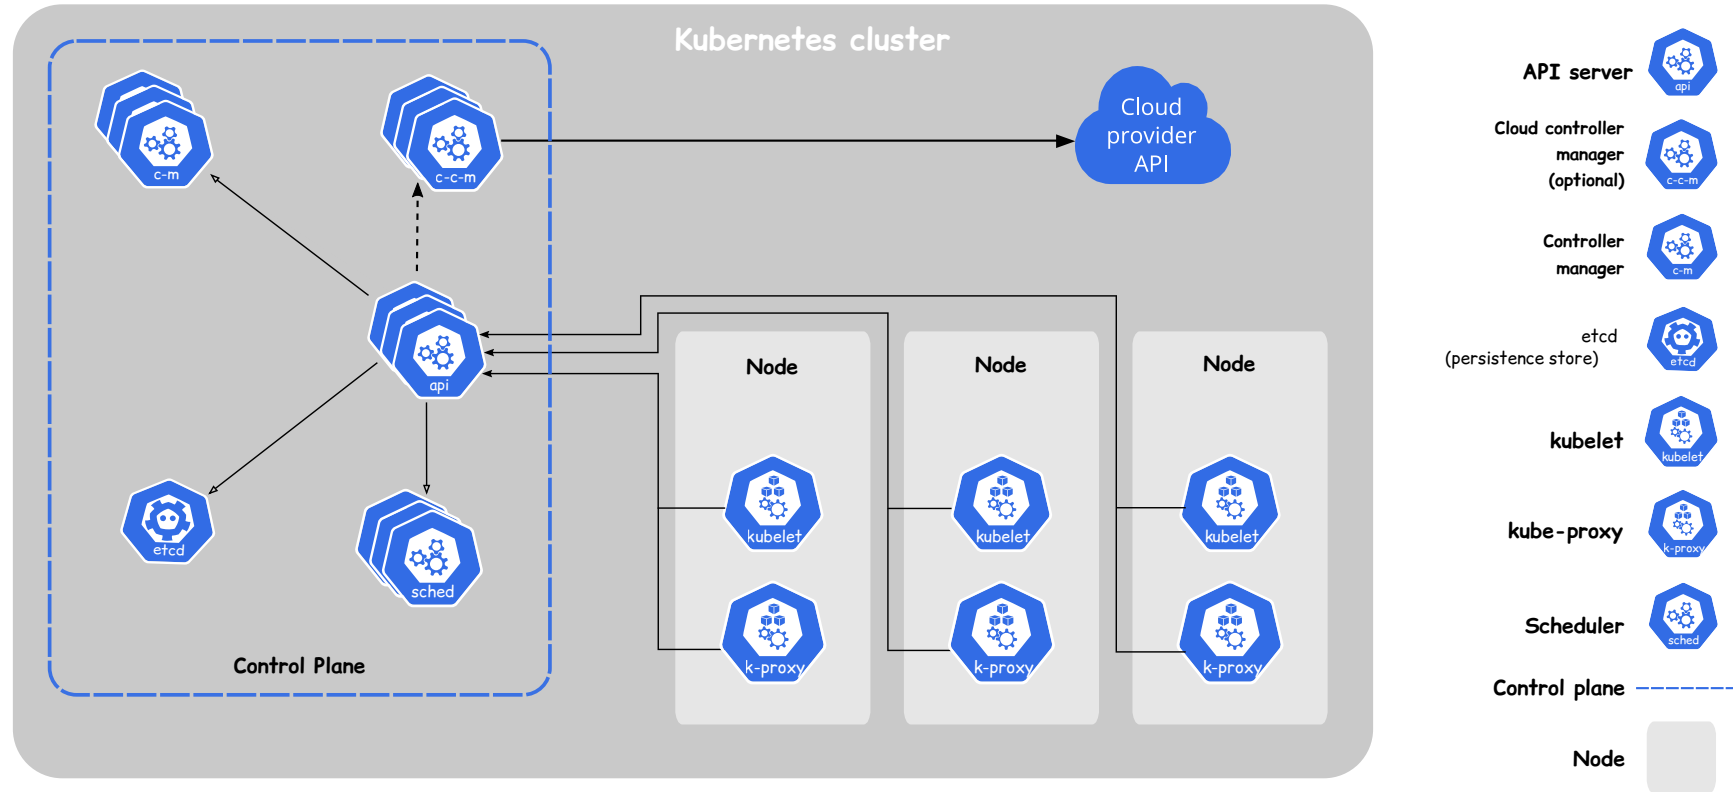 Kubernetes cluster
c-m
c-c-m
Cloud
provider
API
api
etcd
sched
Control Plane
Node
kubelet
k-proxy
Node
kubelet
k-proxy
Node
kubelet
k-proxy
API server
api
Cloud controller
manager
(optional)
c-c-m
Controller
manager
c-m
etcd
(persistence store)
etcd
kubelet
kubelet
kube-proxy
k-proxy
Scheduler
sched
Control plane
Node